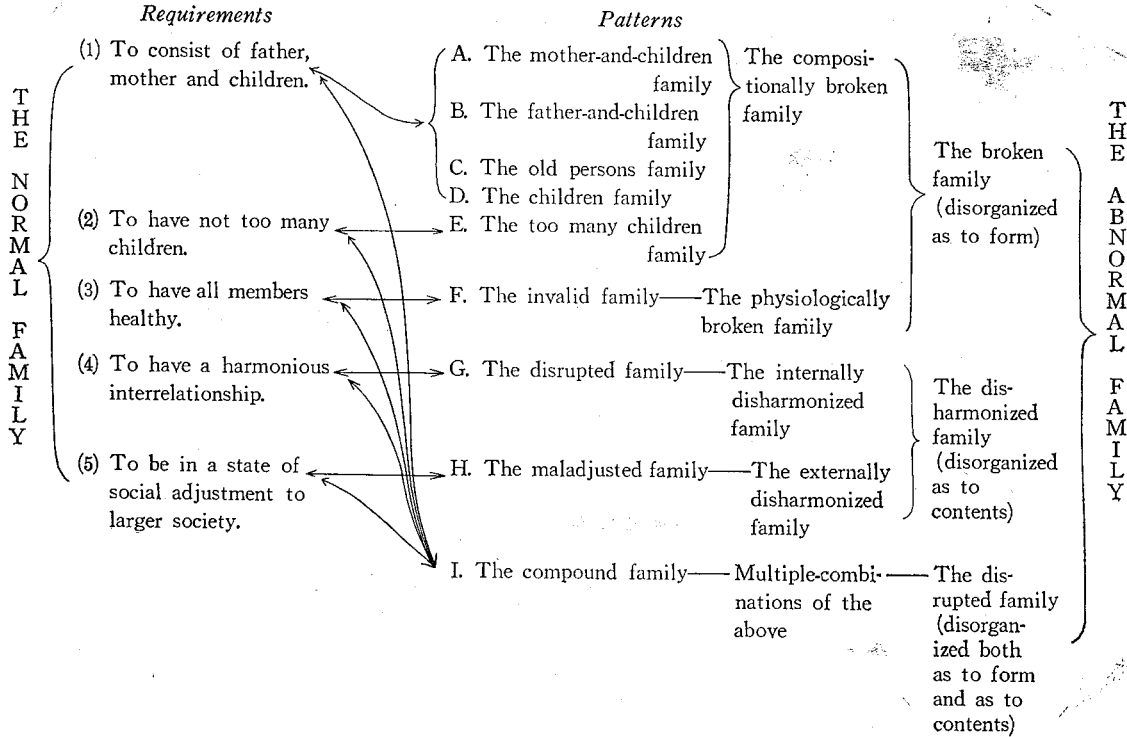 Requirements
Patterns
THE NORMAL FAMILY
(1) To consist of father,
mother and children.
(2) To have not too many
children.
(3) To have all members
healthy.
(4) To have a harmonious
interrelationship.
(5) To be in a state of
social adjustment to
larger society.
A. The mother-and-children
family
B. The father-and-children
family
C. The old persons family
D. The children family
E. The too many children
family
F. The invalid family—The physiologically
broken family
G. The disrupted family—The internally
disharmonized
family
H. The maladjusted family—The externally
disharmonized
family
I. The compound family—Multiple-combi-
nations of the
above
The composi-
tionally broken
family
The broken
family
(disorganized
as to form)
The dis-
harmonized
family
(disorganized
as to
contents)
The dis-
rupted family
(disorgan-
ized both
as to form
and as to
contents)
THE ABNORMAL FAMILY